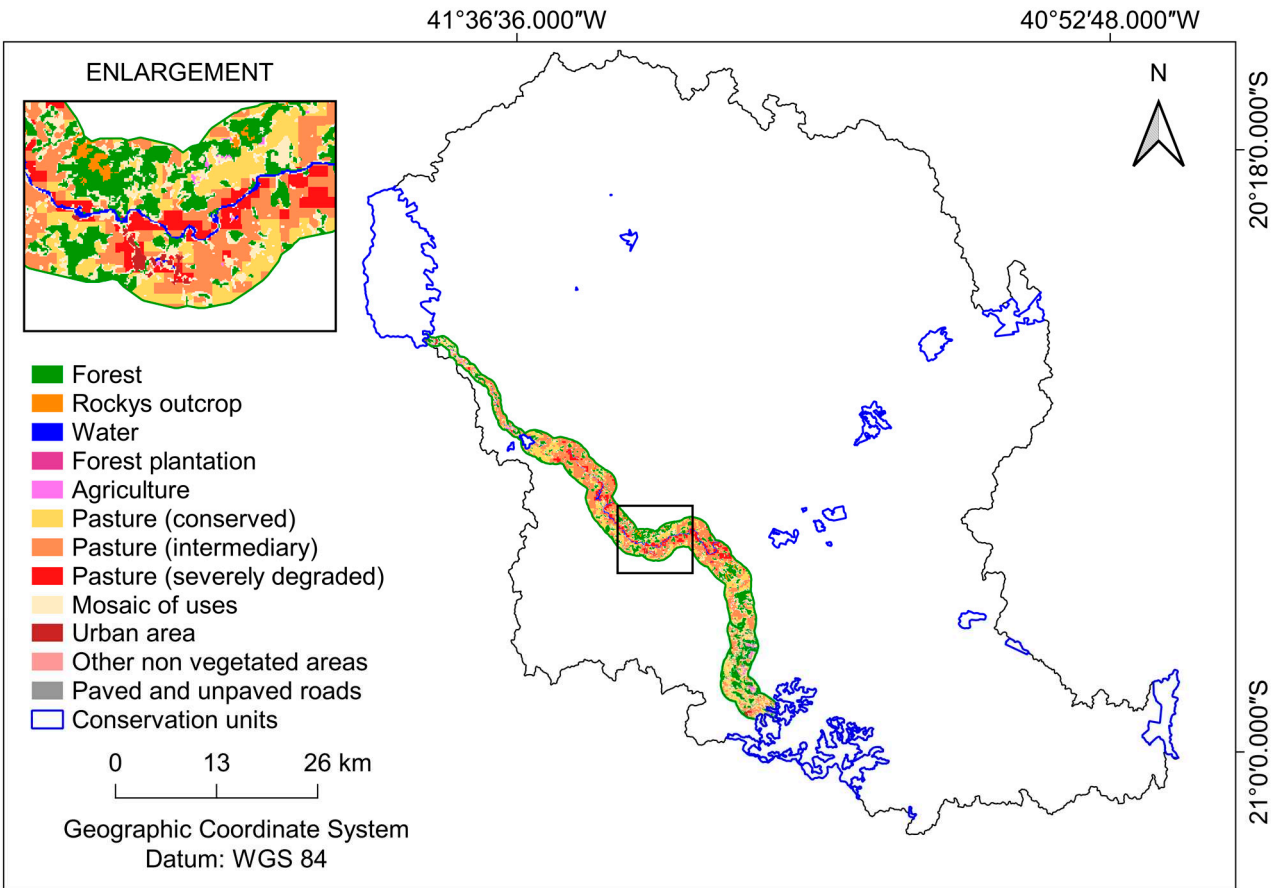 41°36′36.000″W
40°52′48.000″W
ENLARGEMENT
N
20°18′0.000″S
Forest
Rockys outcrop
Water
Forest plantation
Agriculture
Pasture (conserved)
Pasture (intermediary)
Pasture (severely degraded)
Mosaic of uses
Urban area
Other non vegetated areas
Paved and unpaved roads
Conservation units
0 13 26 km
21°0′0.000″S
Geographic Coordinate System
Datum: WGS 84